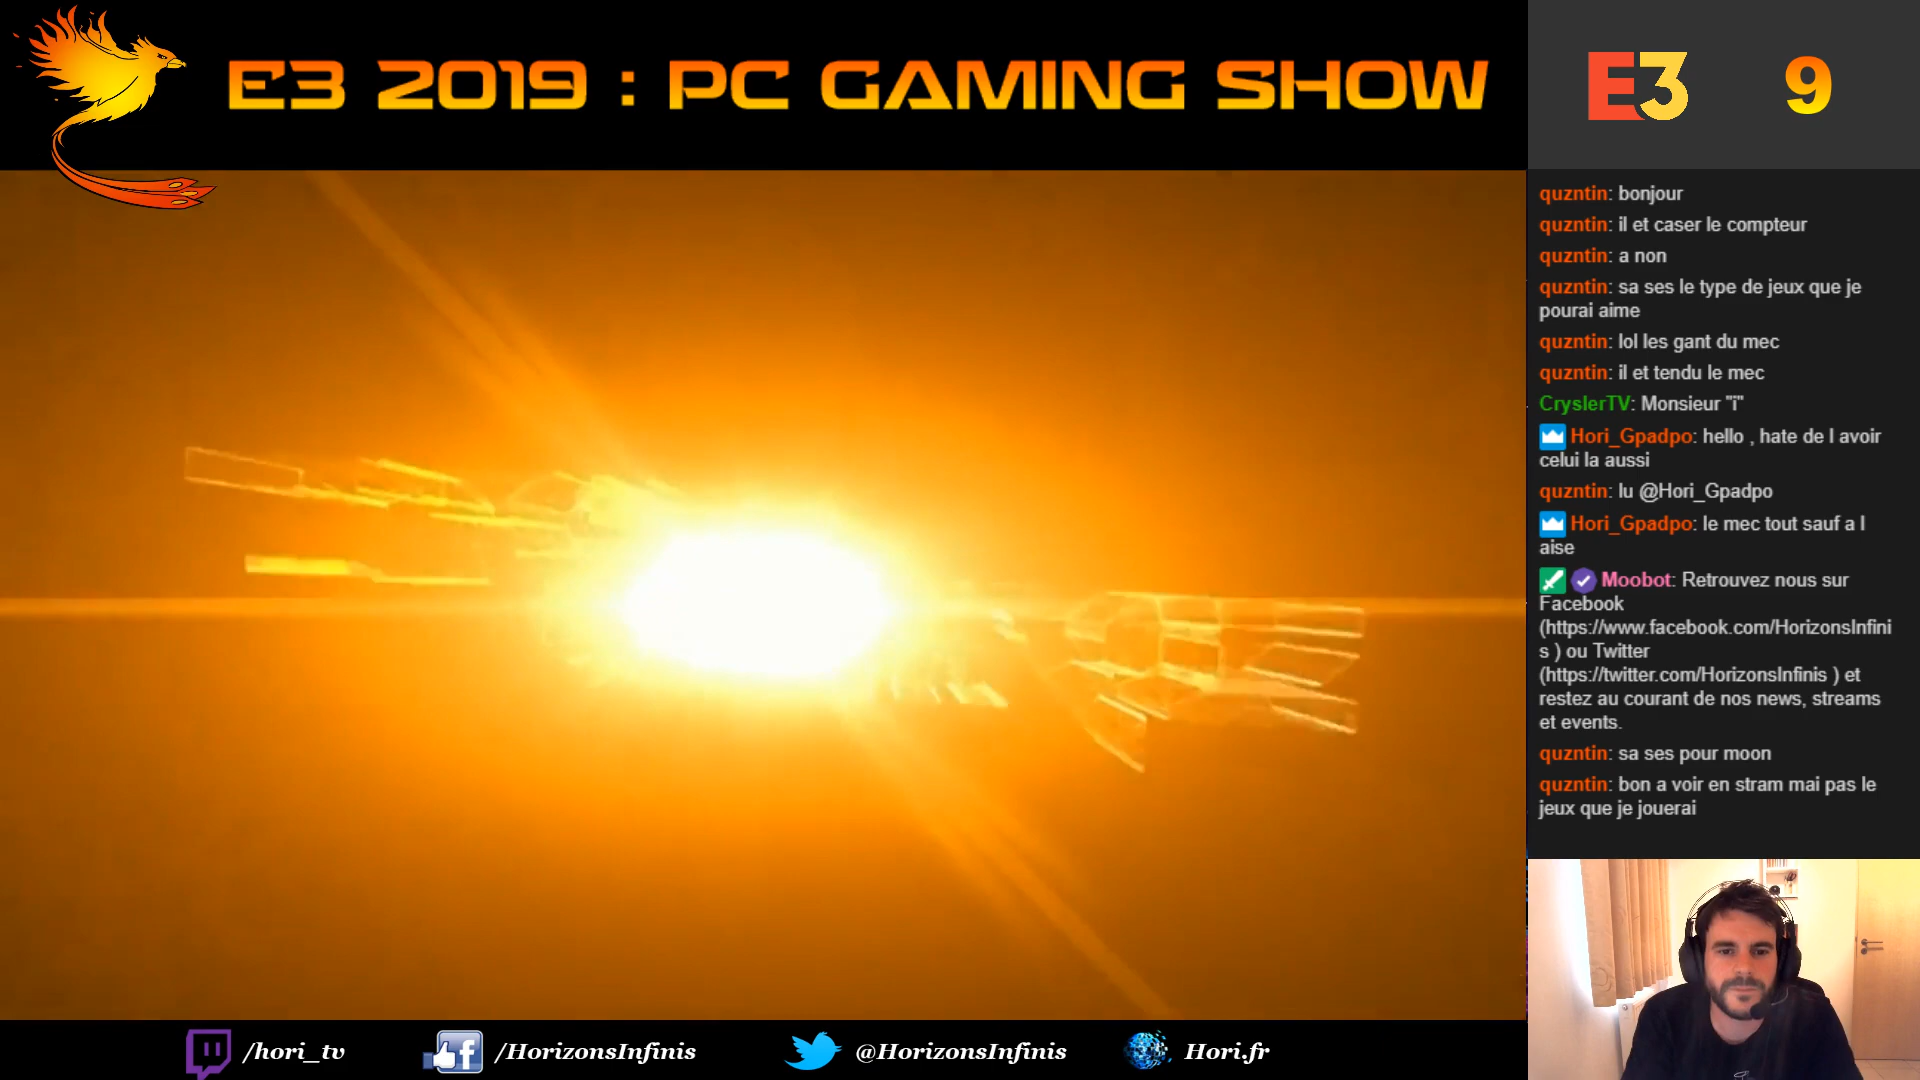 E3 2019 : PC GAMING SHOW
E3
9
quzntin: bonjour
quzntin: il et caser le compteur
quzntin: a non
quzntin: sa ses le type de jeux que je
pourai aime
quzntin: lol les gant du mec
quzntin: il et tendu le mec
CryslerTV: Monsieur "i"
Hori_Gpadpo: hello , hate de l avoir
celui la aussi
quzntin: lu @Hori_Gpadpo
Hori_Gpadpo: le mec tout sauf a l
aise
Moobot: Retrouvez nous sur
Facebook
(https://www.facebook.com/HorizonsInfini
s ) ou Twitter
(https://twitter.com/HorizonsInfinis ) et
restez au courant de nos news, streams
et events.
quzntin: sa ses pour moon
quzntin: bon a voir en stram mai pas le
jeux que je jouerai
/hori_tv
/HorizonsInfinis
@HorizonsInfinis
Hori.fr